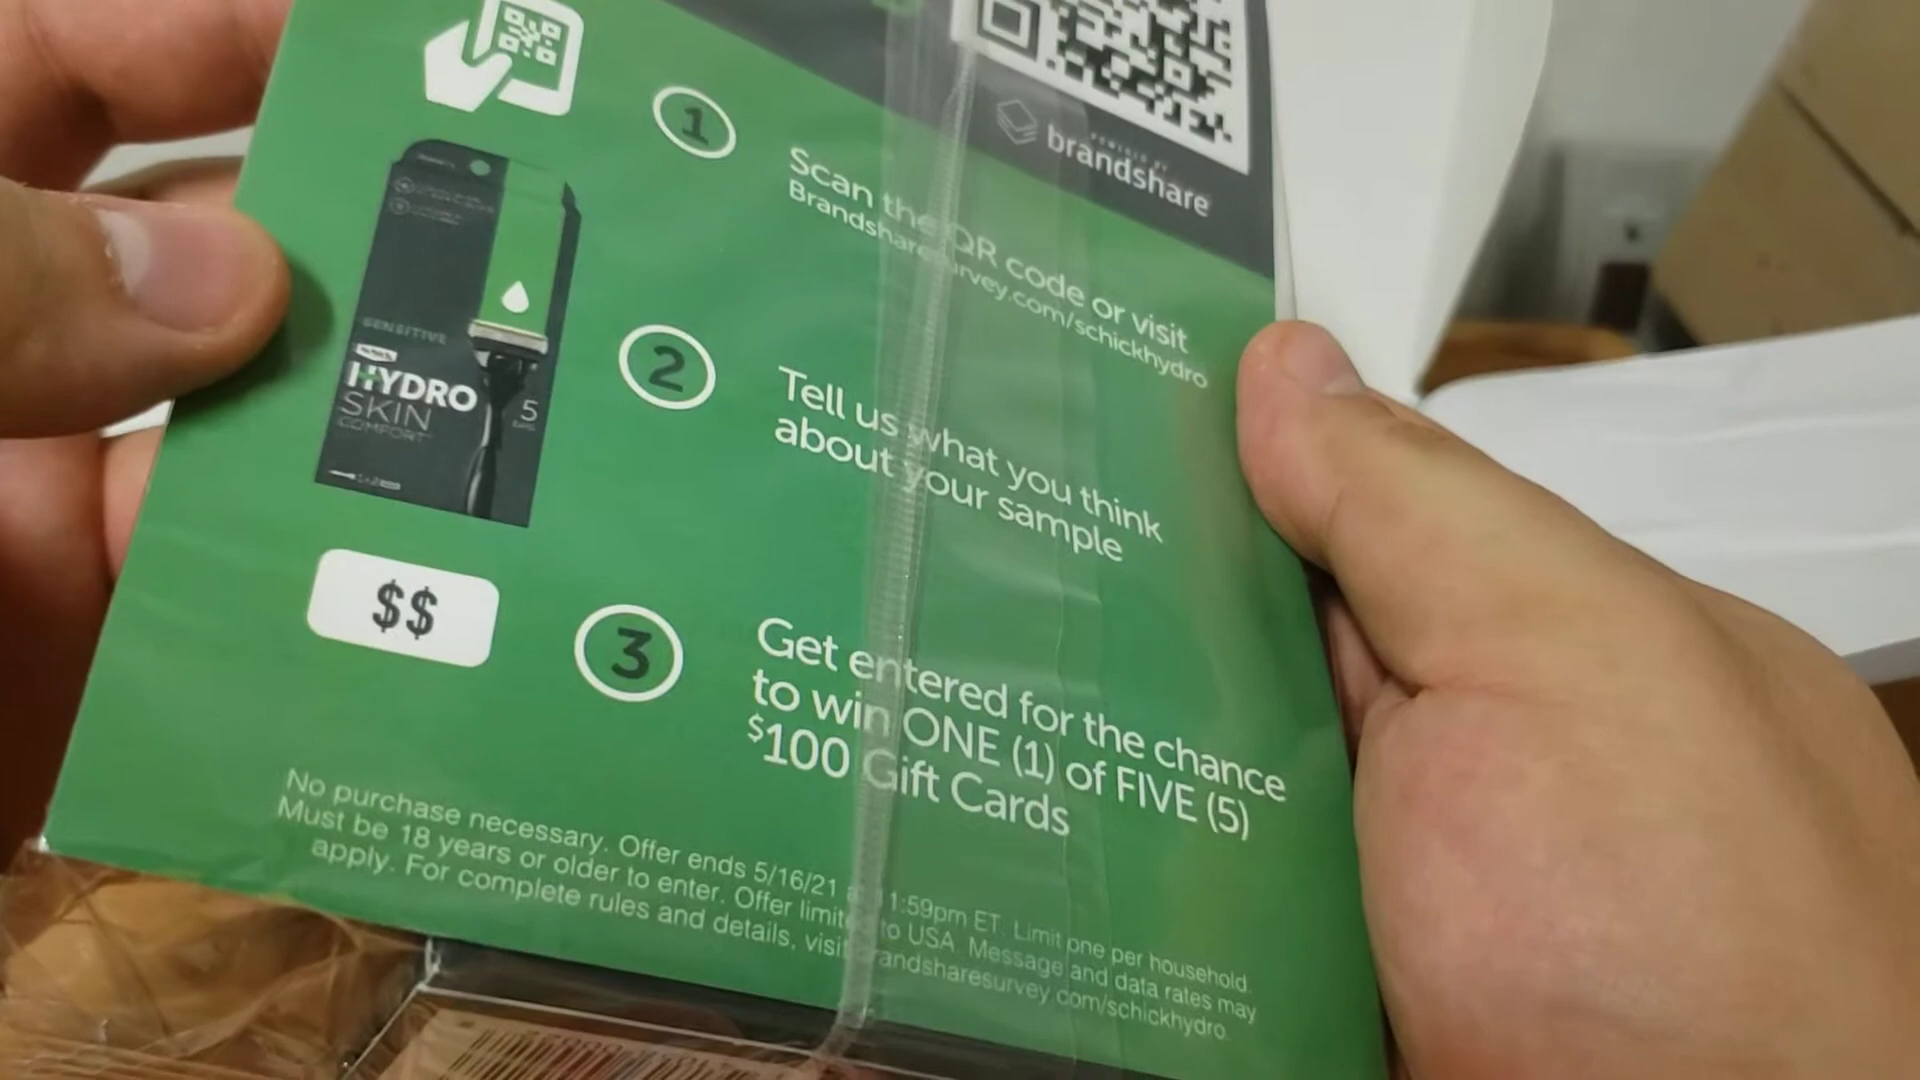 POWERED BY
brandshare
1
Scan the QR code or visit
Brandsharesurvey.com/schickhydro
SENSITIVE
HYDRO
SKIN
COMFORT
5
2
Tell us what you think
about your sample
$$
3
Get entered for the chance
to win ONE (1) of FIVE (5)
$100 Gift Cards
No purchase necessary. Offer ends 5/16/21 1:59pm ET. Limit one per household.
Must be 18 years or older to enter. Offer limited to USA. Message and data rates may
apply. For complete rules and details, visit brandsharesurvey.com/schickhydro.